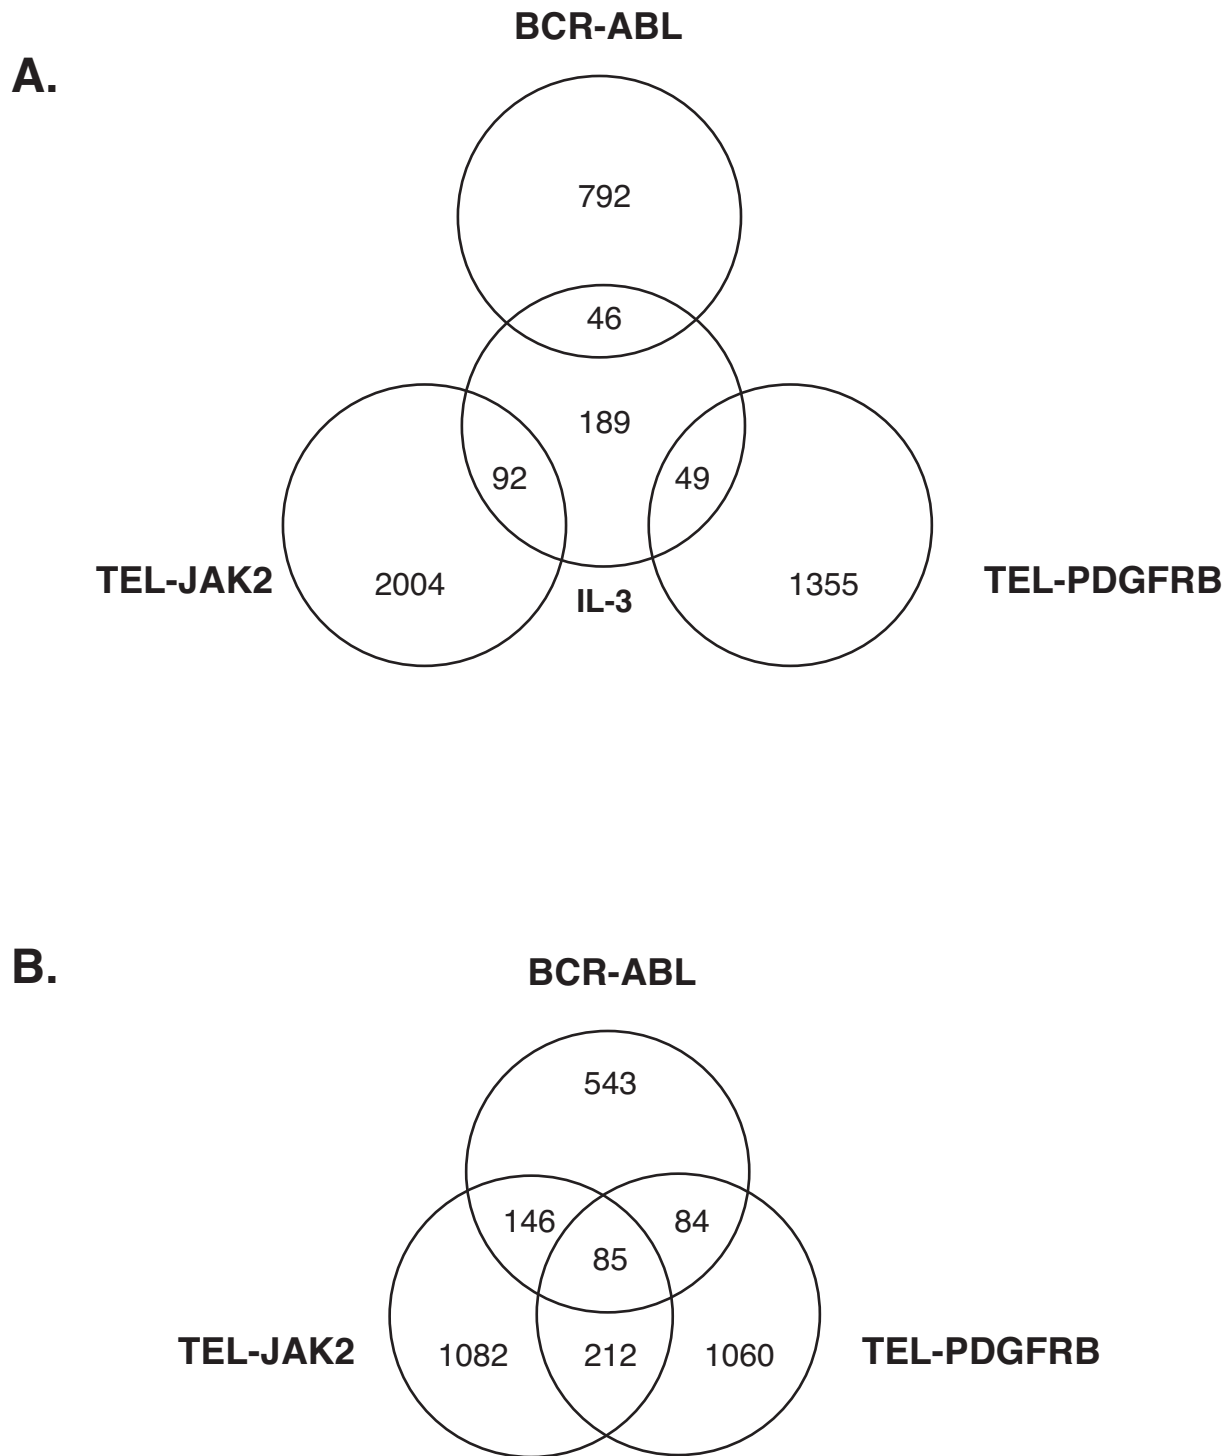 BCR-ABL
A.
792
46
189
92
49
TEL-JAK2
2004
IL-3
1355
TEL-PDGFRB
B.
BCR-ABL
543
146
84
85
TEL-JAK2
1082
212
1060
TEL-PDGFRB